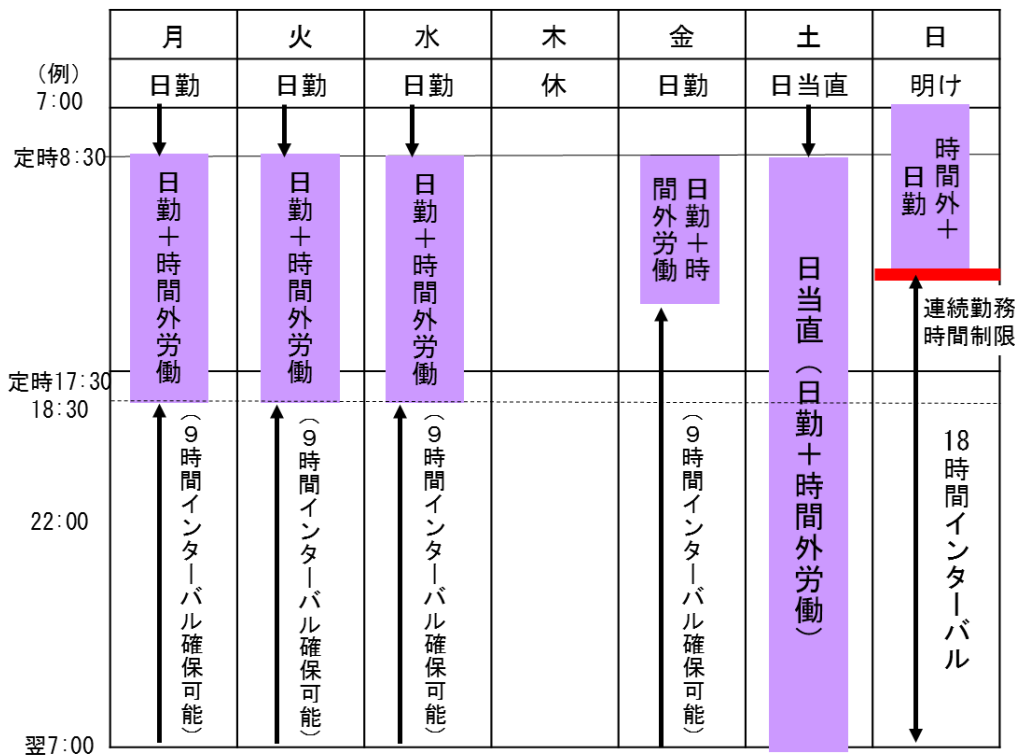 月 火 水 木 金 土 日
(例) 日勤 日勤 日勤 休 日勤 日当直 明け
7:00
定時8:30
日勤＋時間外労働
日勤＋時間外労働
日勤＋時間外労働
日勤＋時
間外労働
日当直(日勤＋時間外労働)
時間外＋
日勤
連続勤務
時間制限
定時17:30
18:30
22:00
翌7:00
(9時間インターバル確保可能)
(9時間インターバル確保可能)
(9時間インターバル確保可能)
(9時間インターバル確保可能)
18時間インターバル